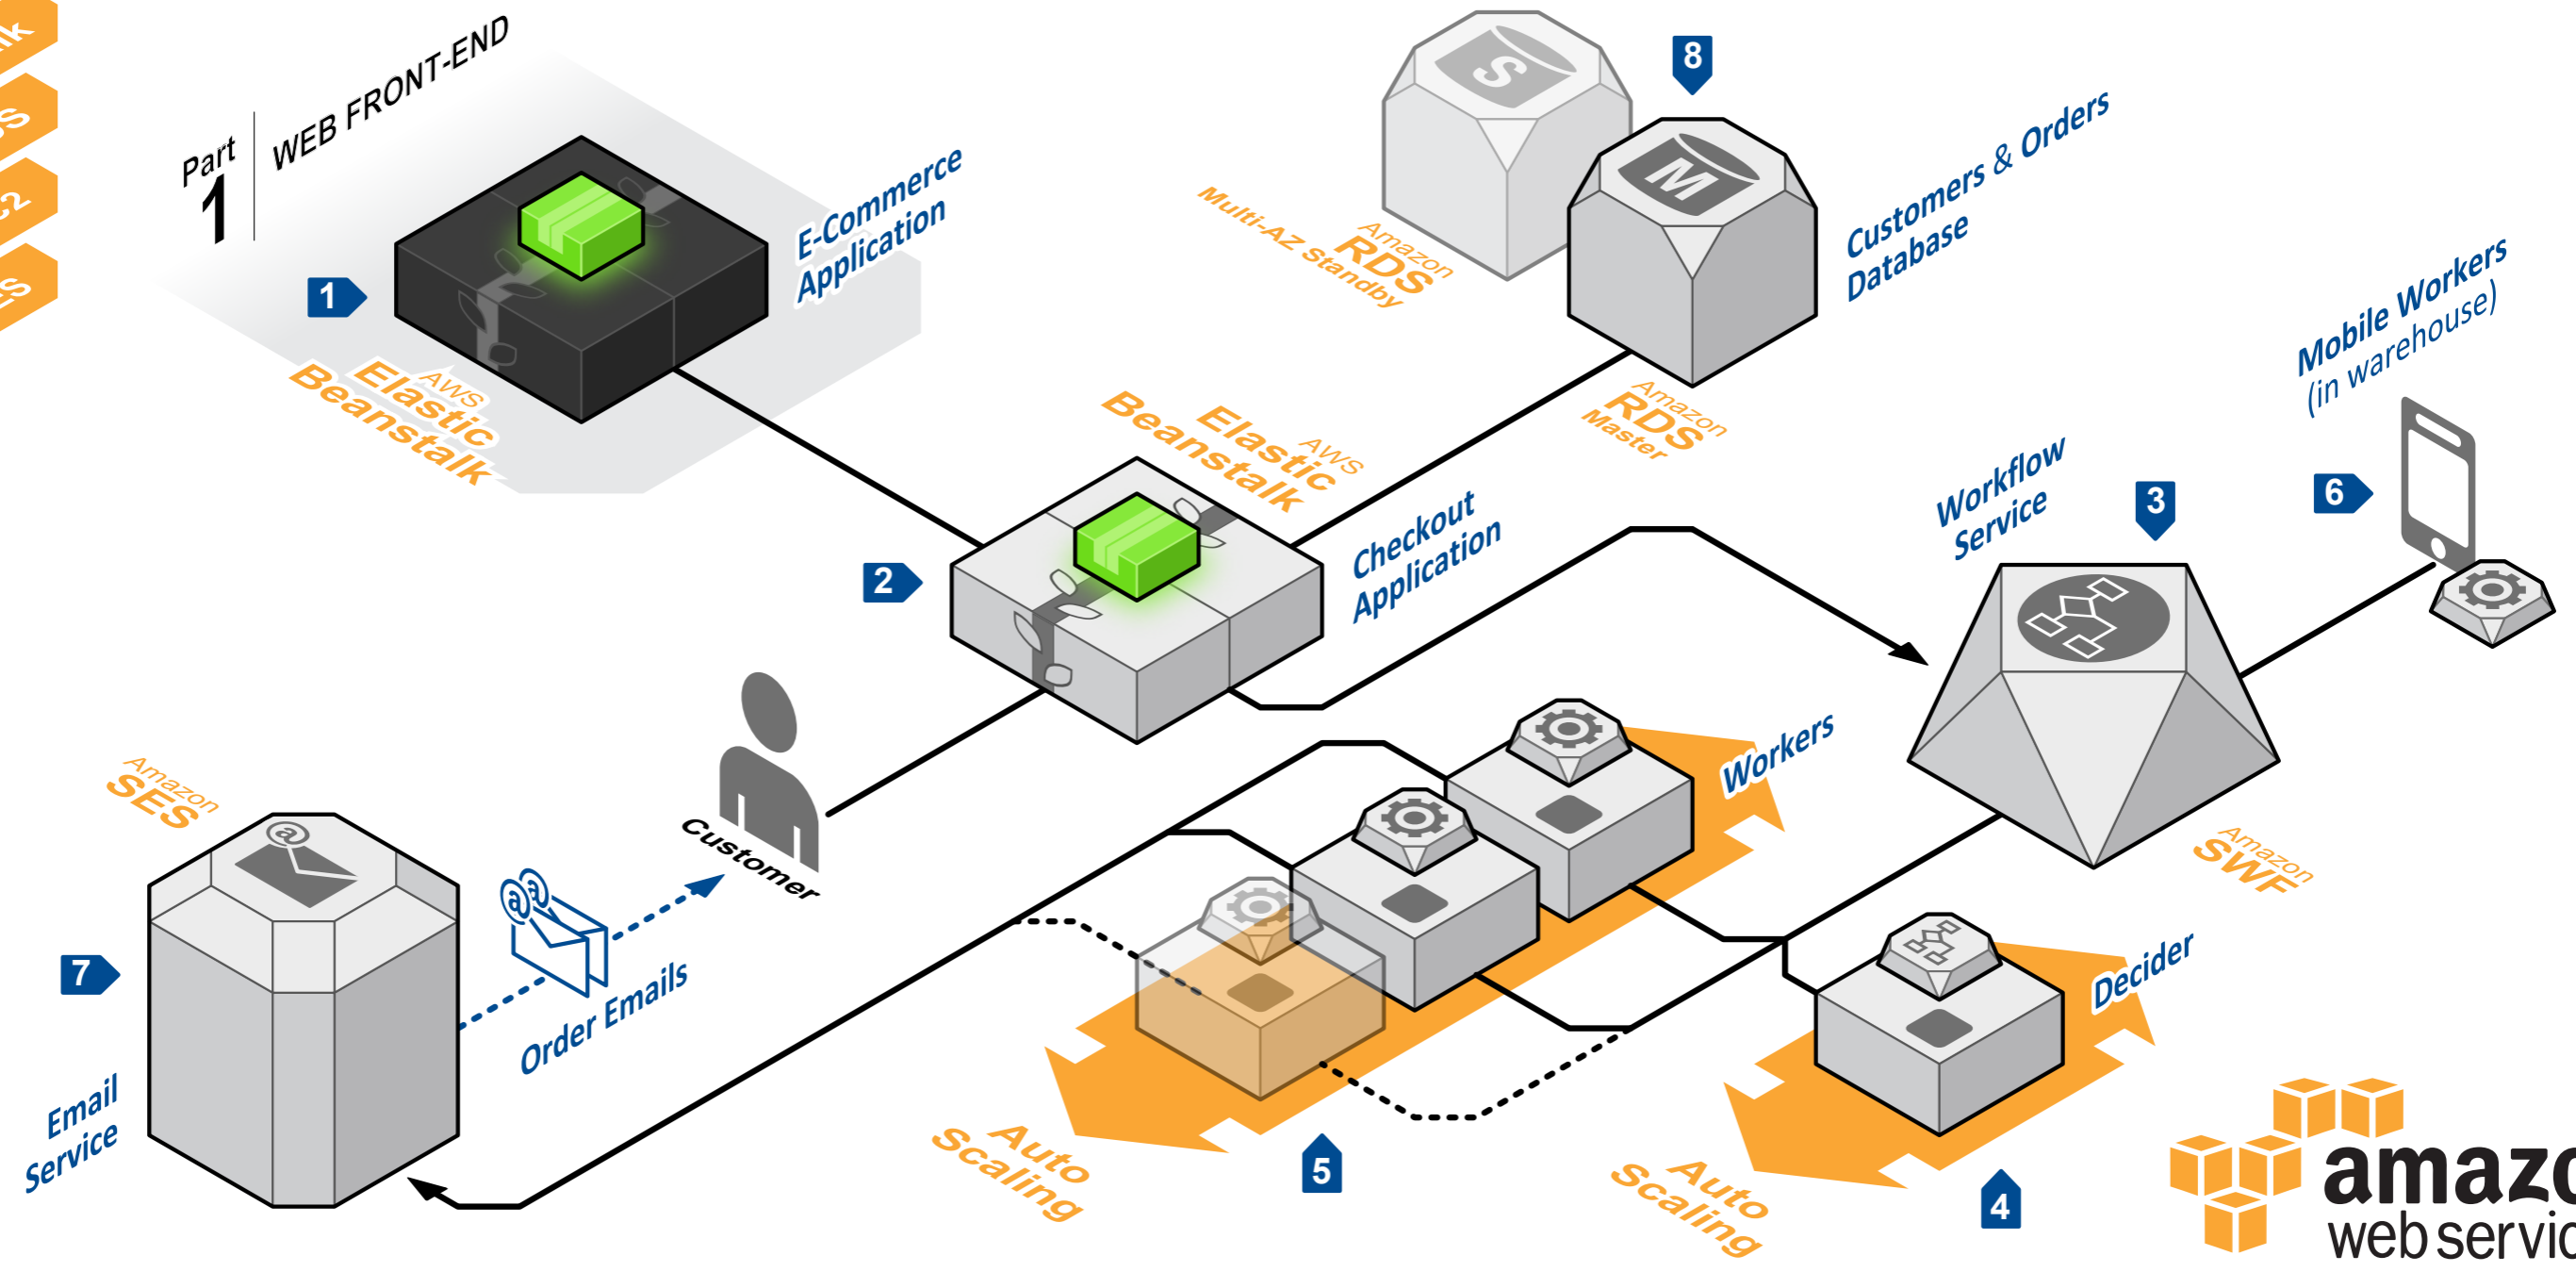 Part
1
WEB FRONT-END
1
E-Commerce
Application
AWS
Elastic
Beanstalk
S
Multi-AZ Standby
Amazon
RDS
8
M
Customers & Orders
Database
Amazon
RDS
Master
AWS
Elastic
Beanstalk
2
Checkout
Application
Workflow
Service
3
Amazon
SWF
Mobile Workers
(in warehouse)
6
Customer
Amazon
SES
@
7
Email
Service
@
@
Order Emails
Workers
Auto
Scaling
5
Decider
Auto
Scaling
4